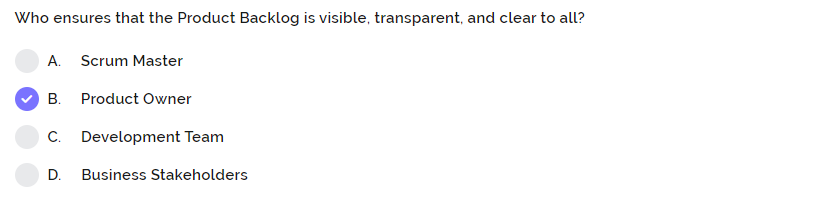 Who ensures that the Product Backlog is visible, transparent, and clear to all?
A. Scrum Master
B. Product Owner
C. Development Team
D. Business Stakeholders